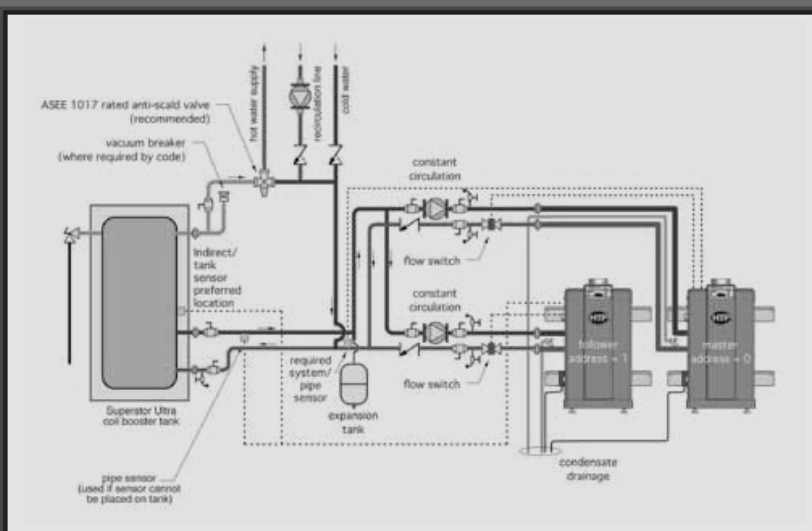 ASEE 1017 rated anti-scald valve
(recommended)
vacuum breaker
(where required by code)
hot water supply
recirculation line
cold water
constant
circulation
flow switch
Indirect/
tank
sensor
preferred
location
constant
circulation
flow switch
required
system/
pipe
sensor
expansion
tank
Superstor Ultra
coil booster tank
pipe sensor
(used if sensor cannot
be placed on tank)
HTP
follower
address = 1
HTP
master
address = 0
condensate
drainage